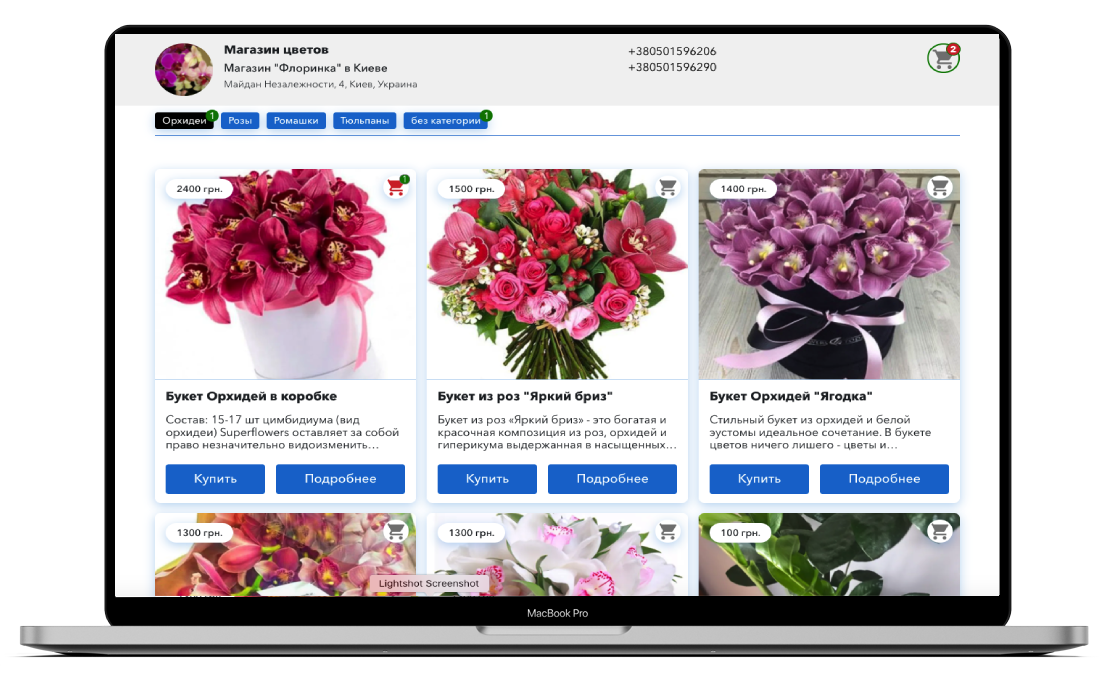 Магазин цветов
Магазин "Флоринка" в Киеве
Майдан Незалежности, 4, Киев, Украина
+380501596206
+380501596290
2
Орхидеи 1
Розы
Ромашки
Тюльпаны
без категории 1
2400 грн.
1
1500 грн.
1400 грн.
Букет Орхидей в коробке
Состав: 15-17 шт цимбидиума (вид
орхидеи) Superflowers оставляет за собой
право незначительно видоизменить...
Купить
Подробнее
Букет из роз "Яркий бриз"
Букет из роз «Яркий бриз» - это богатая и
красочная композиция из роз, орхидей и
гиперикума выдержанная в насыщенных...
Купить
Подробнее
Букет Орхидей "Ягодка"
Стильный букет из орхидей и белой
эустомы идеальное сочетание. В букете
цветов ничего лишего - цветы и...
Купить
Подробнее
1300 грн.
1300 грн.
100 грн.
Lightshot Screenshot
MacBook Pro